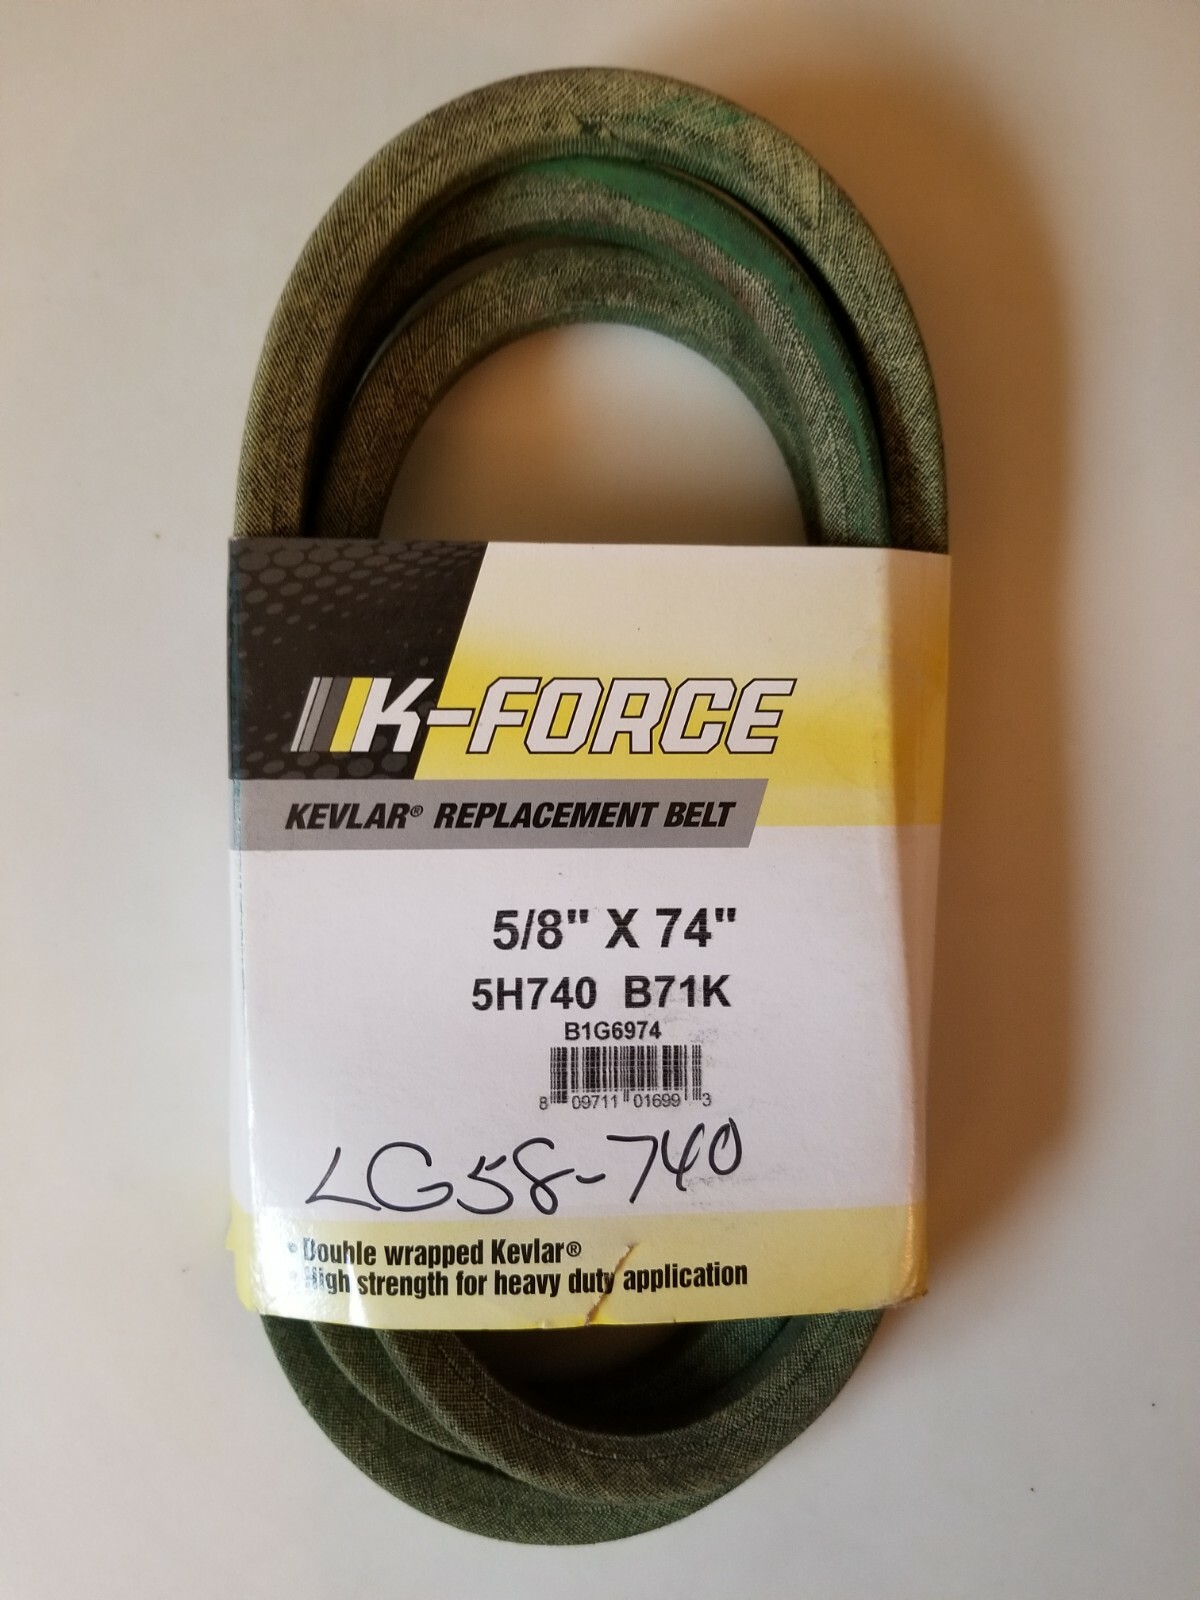 K-FORCE
KEVLAR® REPLACEMENT BELT
5/8" X 74"
5H740 B71K
B1G6974
8 09711 01699 3
LG58-740
• Double wrapped Kevlar®
• High strength for heavy duty application